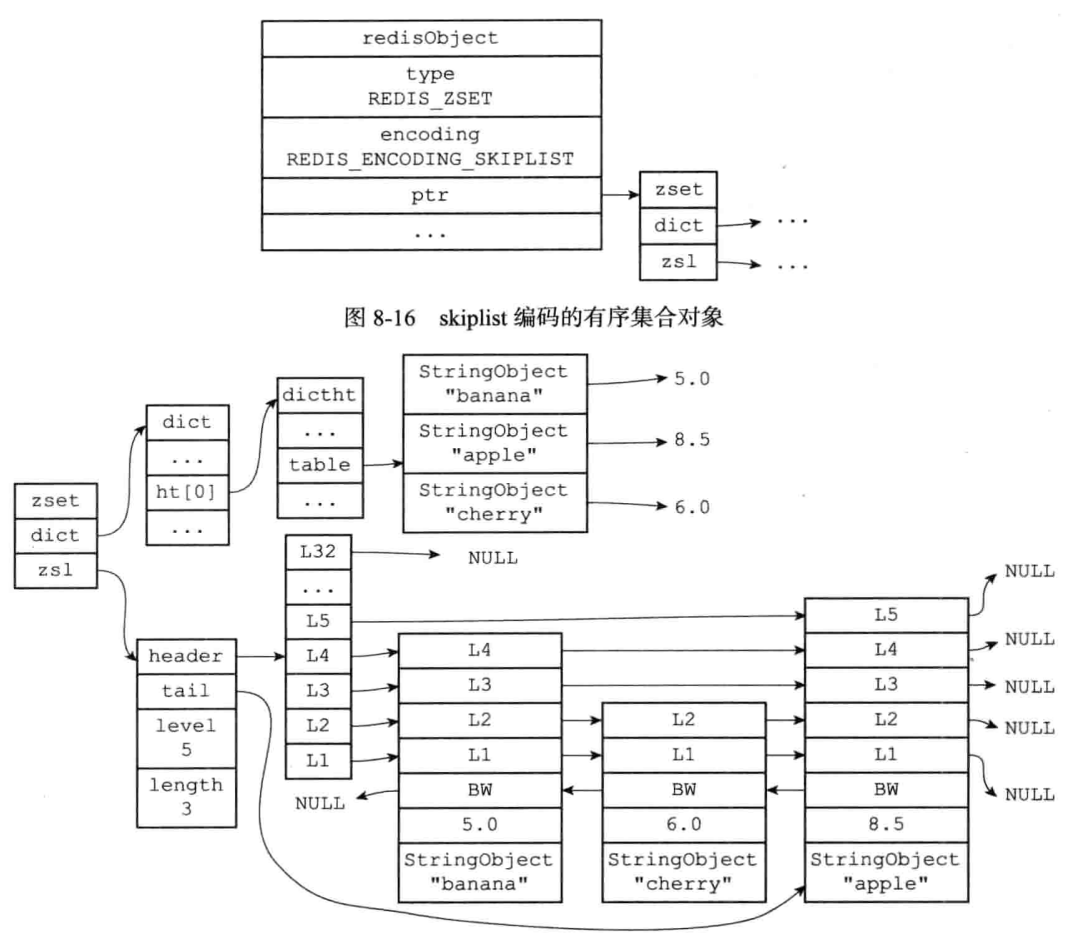 redisObject
type
REDIS_ZSET
encoding
REDIS_ENCODING_SKIPLIST
ptr
...
zset
dict
zsl
...
...
图 8-16 skiplist 编码的有序集合对象
zset
dict
zsl
dict
...
ht[0]
...
dictht
...
table
...
StringObject
"banana"
5.0
StringObject
"apple"
8.5
StringObject
"cherry"
6.0
header
tail
level
5
length
3
L32
NULL
...
L5
L4
L3
L2
L1
NULL
L4
L3
L2
L1
BW
5.0
StringObject
"banana"
L2
L1
BW
6.0
StringObject
"cherry"
L5
L4
L3
L2
L1
BW
8.5
StringObject
"apple"
NULL
NULL
NULL
NULL
NULL